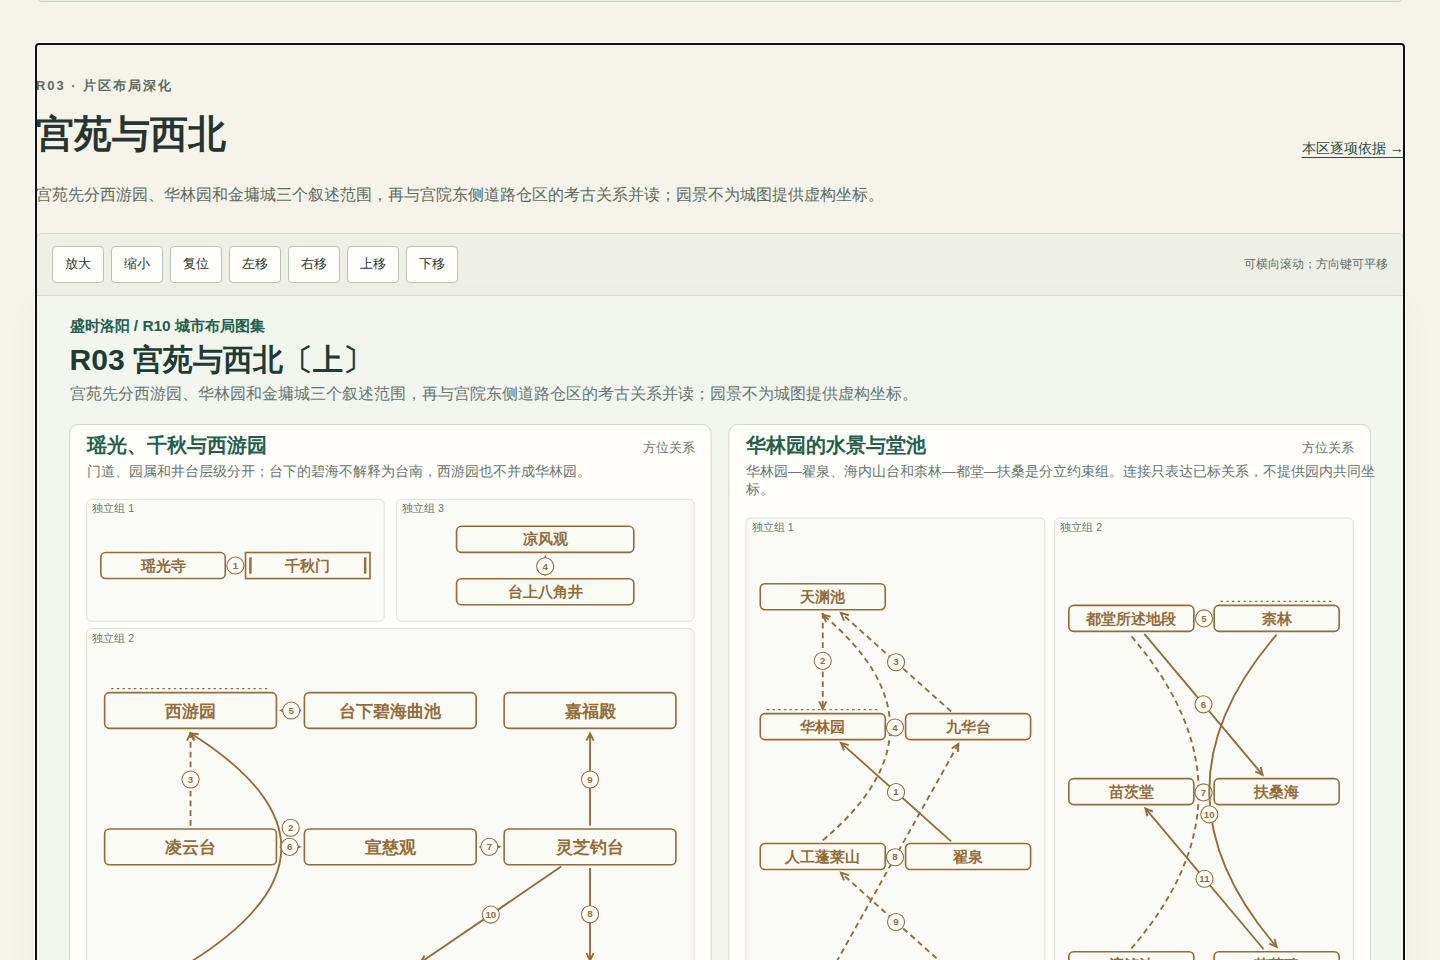 R03 · 片区布局深化
宫苑与西北
本区逐项依据 →
宫苑先分西游园、华林园和金墉城三个叙述范围，再与宫院东侧道路仓区的考古关系并读；园景不为城图提供虚构坐标。
放大 缩小 复位 左移 右移 上移 下移
可横向滚动；方向键可平移
盛时洛阳 / R10 城市布局图集
R03 宫苑与西北〔上〕
宫苑先分西游园、华林园和金墉城三个叙述范围，再与宫院东侧道路仓区的考古关系并读；园景不为城图提供虚构坐标。
瑶光、千秋与西游园
方位关系
门道、园属和井台层级分开；台下的碧海不解释为台南，西游园也不并成华林园。
独立组 1
瑶光寺
1
千秋门
独立组 3
凉风观
4
台上八角井
独立组 2
西游园
5
台下碧海曲池
嘉福殿
3
9
2
凌云台
6
宣慈观
7
灵芝钓台
10
8
华林园的水景与堂池
方位关系
华林园—翟泉、海内山台和柰林—都堂—扶桑是分立约束组。连接只表达已标关系，不提供园内共同坐
标。
独立组 1
天渊池
2
3
华林园
4
九华台
1
人工蓬莱山
8
翟泉
9
独立组 2
都堂所述地段
5
柰林
6
苗茨堂
7
扶桑海
10
11